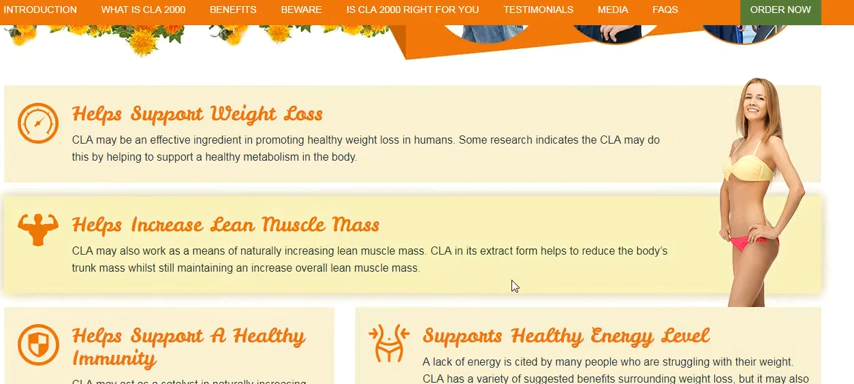 INTRODUCTION WHAT IS CLA 2000 BENEFITS BEWARE IS CLA 2000 RIGHT FOR YOU TESTIMONIALS MEDIA FAQS ORDER NOW
Helps Support Weight Loss
CLA may be an effective ingredient in promoting healthy weight loss in humans. Some research indicates the CLA may do
this by helping to support a healthy metabolism in the body.
Helps Increase Lean Muscle Mass
CLA may also work as a means of naturally increasing lean muscle mass. CLA in its extract form helps to reduce the body's
trunk mass whilst still maintaining an increase overall lean muscle mass.
Helps Support A Healthy
Immunity
CLA may act as a catalyst in naturally increasing
Supports Healthy Energy Level
A lack of energy is cited by many people who are struggling with their weight.
CLA has a variety of suggested benefits surrounding weight loss, but it may also